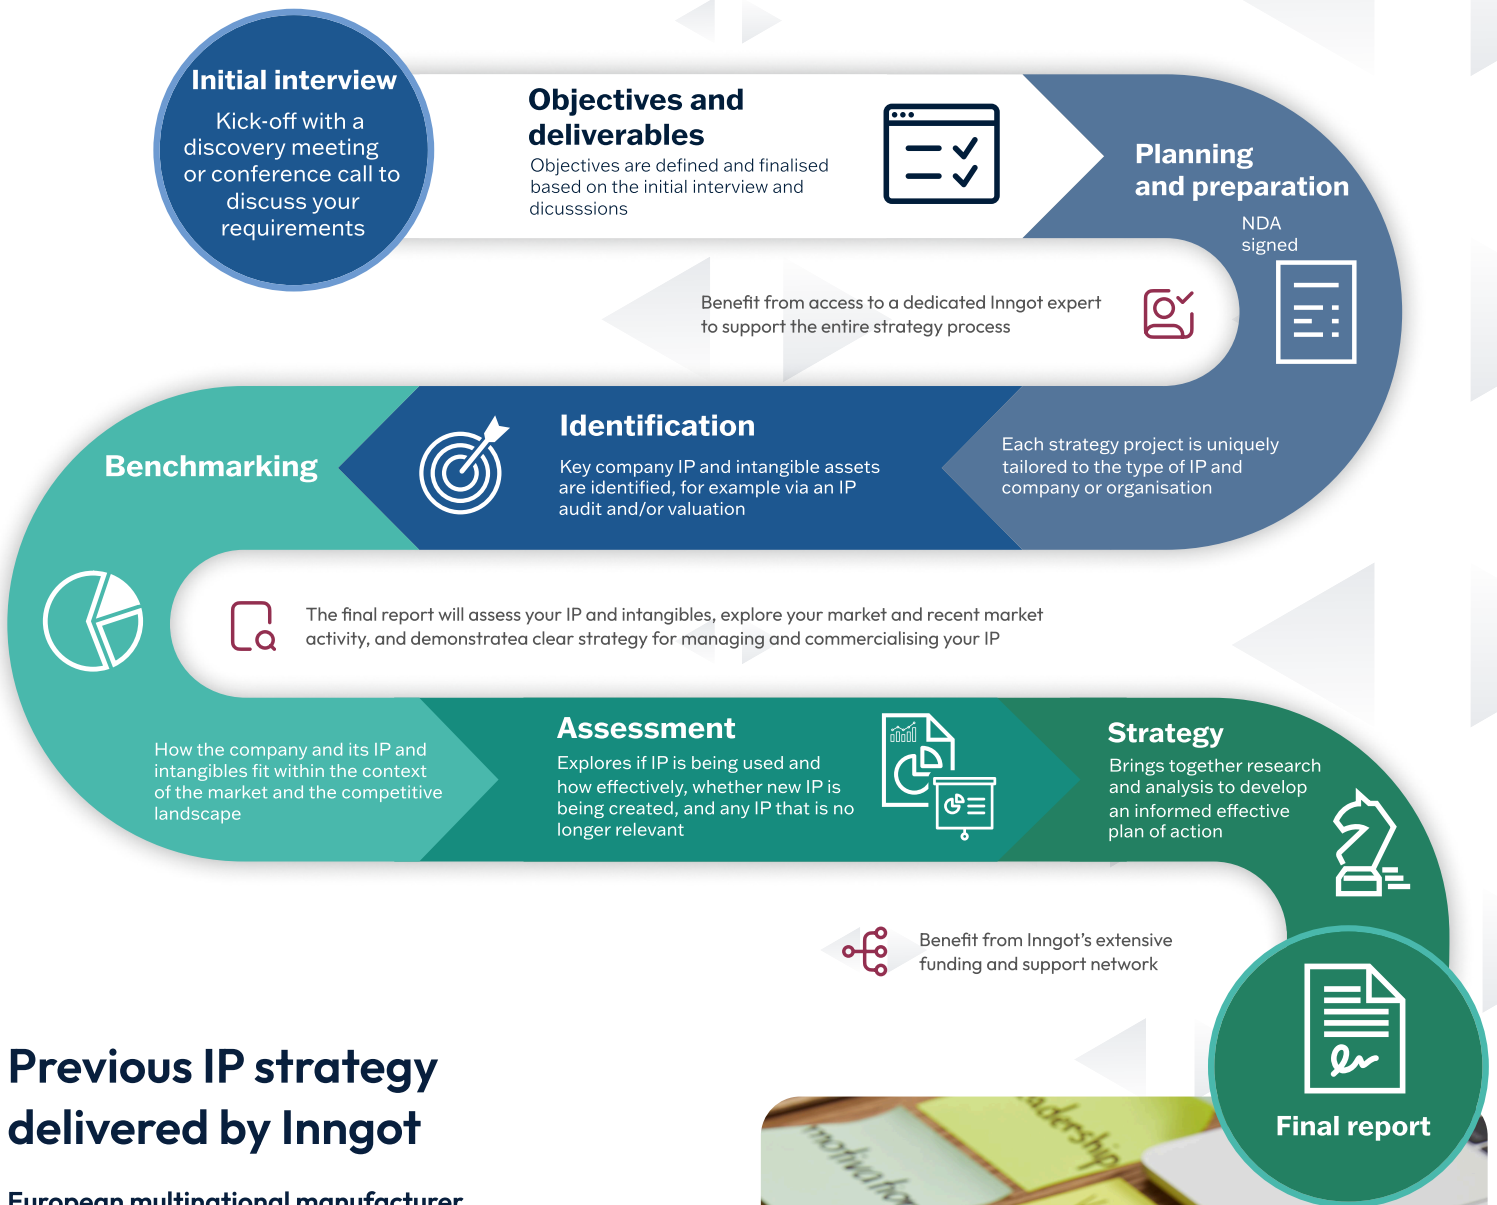 Initial interview
Kick-off with a
discovery meeting
or conference call to
discuss your
requirements
Objectives and
deliverables
Objectives are defined and finalised
based on the initial interview and
dicusssions
Planning
and preparation
NDA
signed
Benefit from access to a dedicated Inngot expert
to support the entire strategy process
Each strategy project is uniquely
tailored to the type of IP and
company or organisation
Identification
Key company IP and intangible assets
are identified, for example via an IP
audit and/or valuation
Benchmarking
The final report will assess your IP and intangibles, explore your market and recent market
activity, and demonstratea clear strategy for managing and commercialising your IP
How the company and its IP and
intangibles fit within the context
of the market and the competitive
landscape
Assessment
Explores if IP is being used and
how effectively, whether new IP is
being created, and any IP that is no
longer relevant
Strategy
Brings together research
and analysis to develop
an informed effective
plan of action
Benefit from Inngot's extensive
funding and support network
Final report
Previous IP strategy
delivered by Inngot
European multinational manufacturer